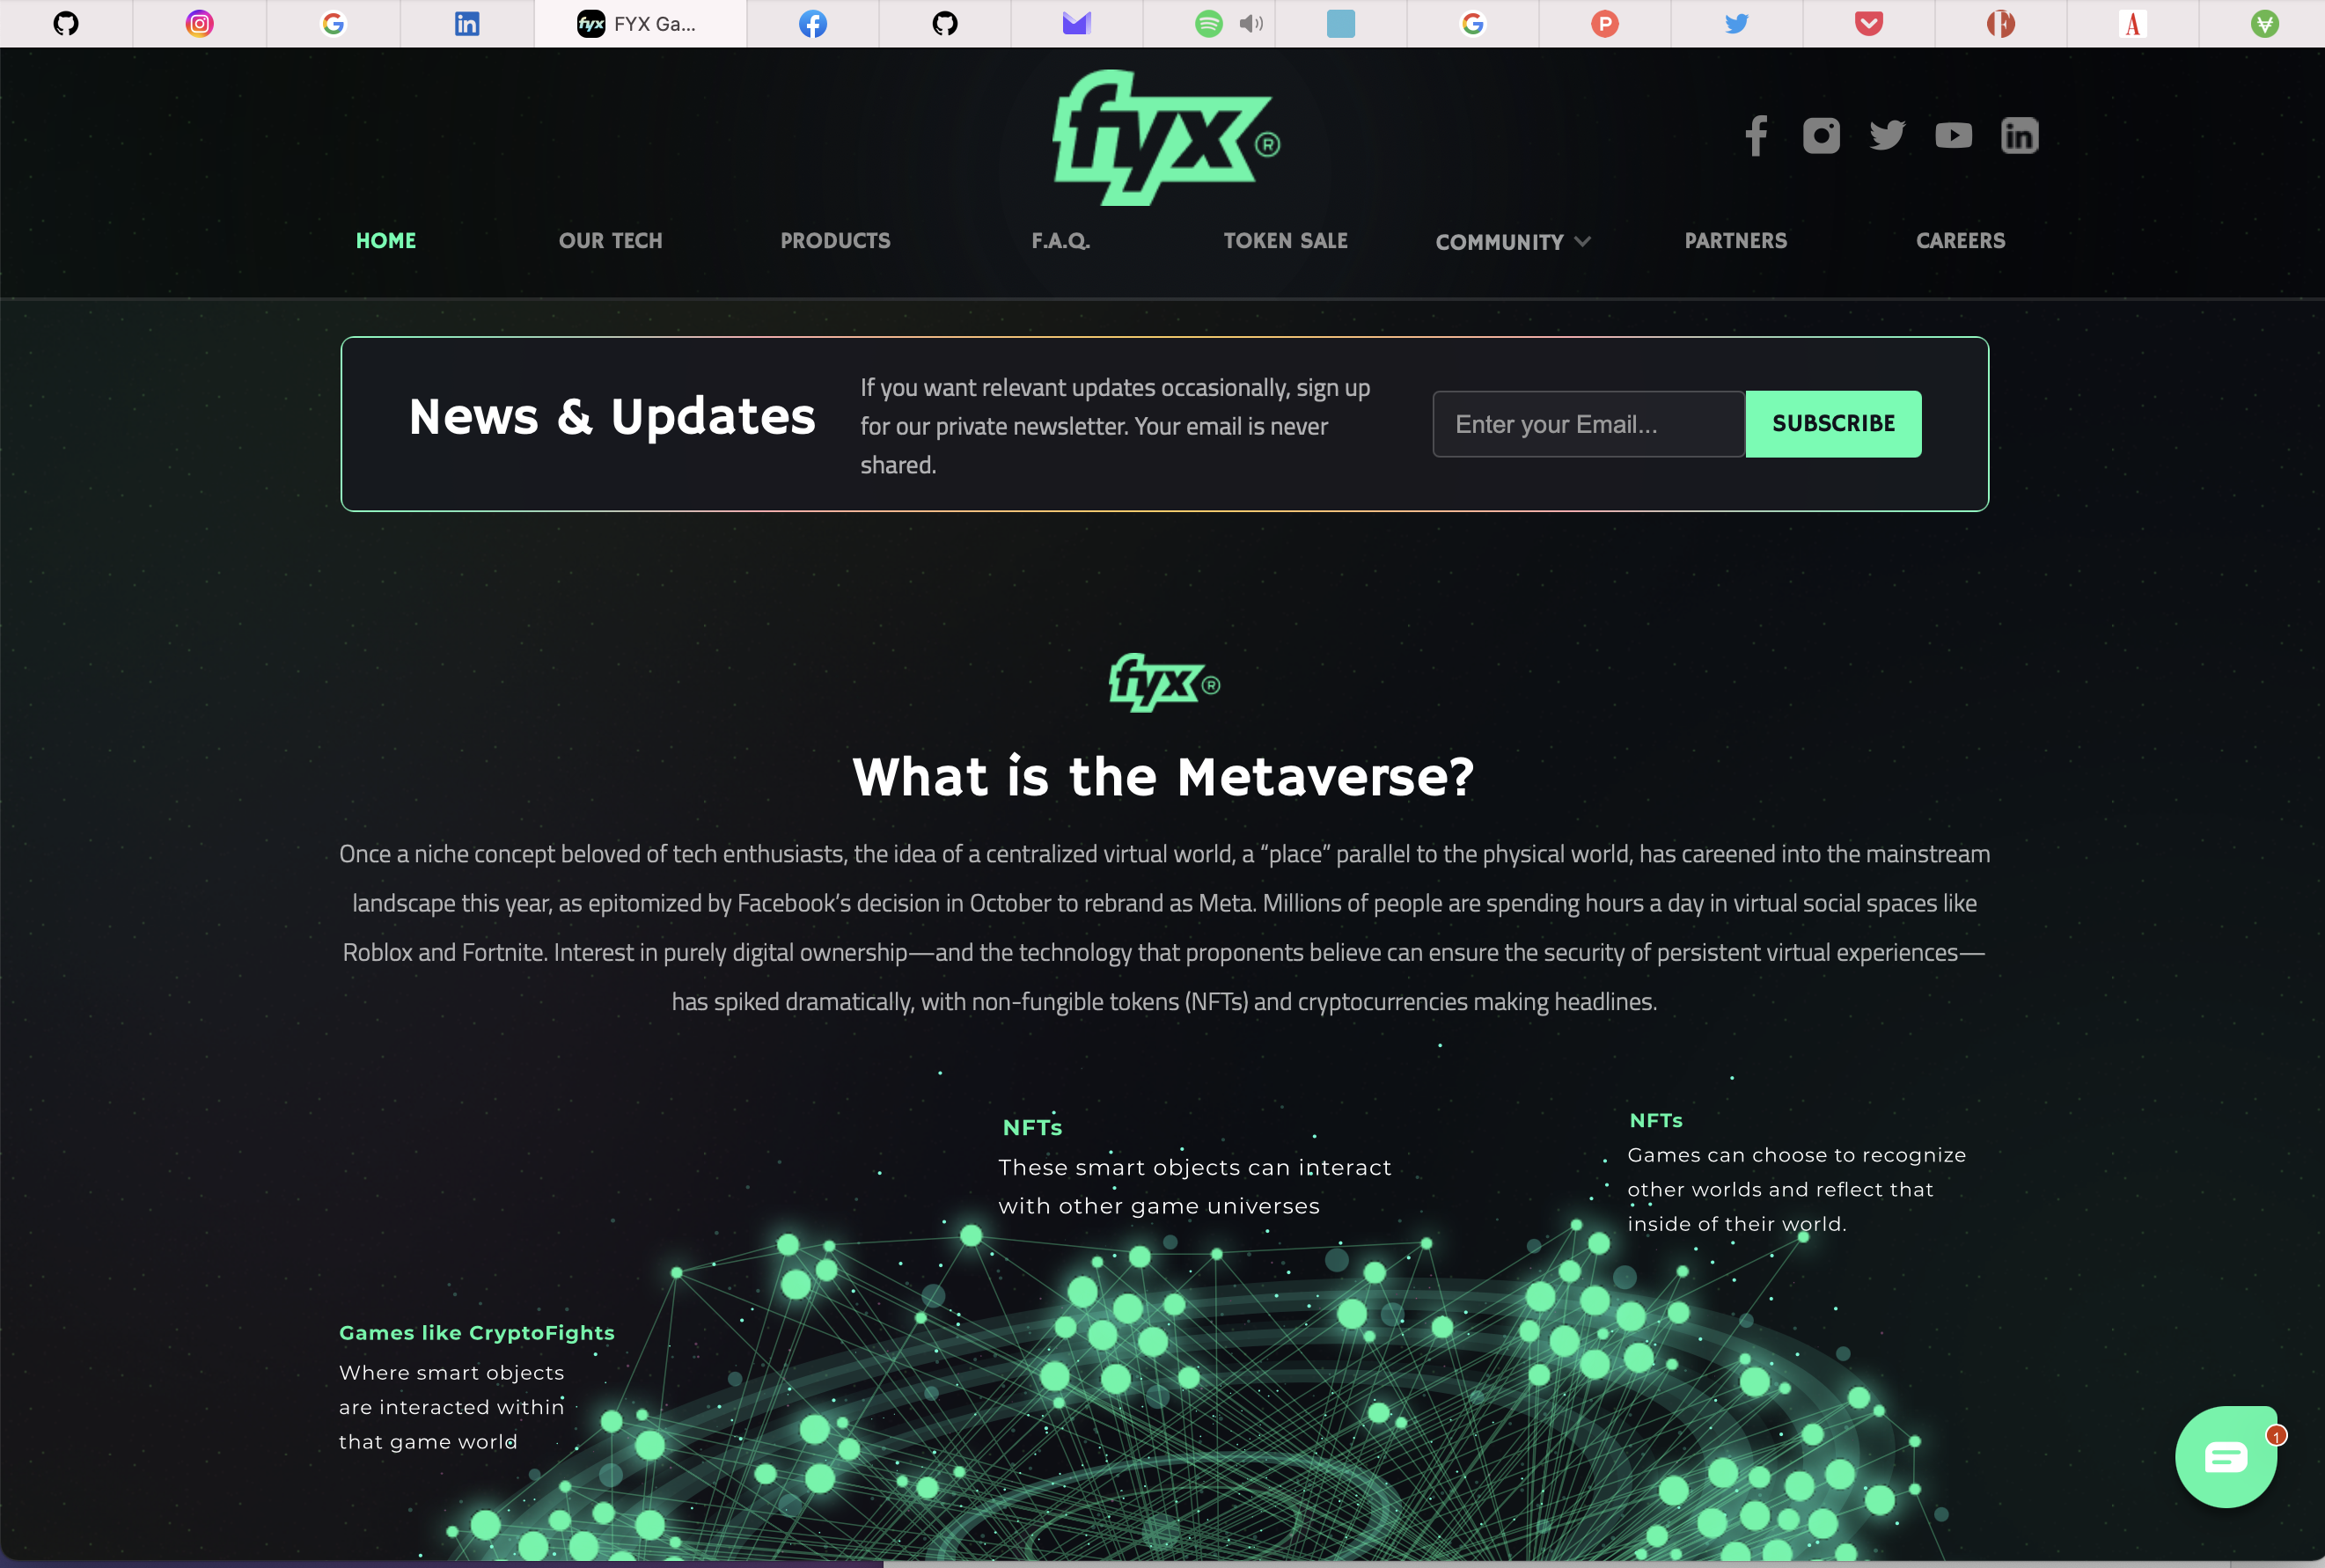 fyx FYX Ga...
fyx®
HOME OUR TECH PRODUCTS F.A.Q. TOKEN SALE COMMUNITY PARTNERS CAREERS
News & Updates
If you want relevant updates occasionally, sign up
for our private newsletter. Your email is never
shared.
Enter your Email...
SUBSCRIBE
fyx®
What is the Metaverse?
Once a niche concept beloved of tech enthusiasts, the idea of a centralized virtual world, a “place” parallel to the physical world, has careened into the mainstream
landscape this year, as epitomized by Facebook’s decision in October to rebrand as Meta. Millions of people are spending hours a day in virtual social spaces like
Roblox and Fortnite. Interest in purely digital ownership—and the technology that proponents believe can ensure the security of persistent virtual experiences—
has spiked dramatically, with non-fungible tokens (NFTs) and cryptocurrencies making headlines.
NFTs
These smart objects can interact
with other game universes
NFTs
Games can choose to recognize
other worlds and reflect that
inside of their world.
Games like CryptoFights
Where smart objects
are interacted within
that game world
1